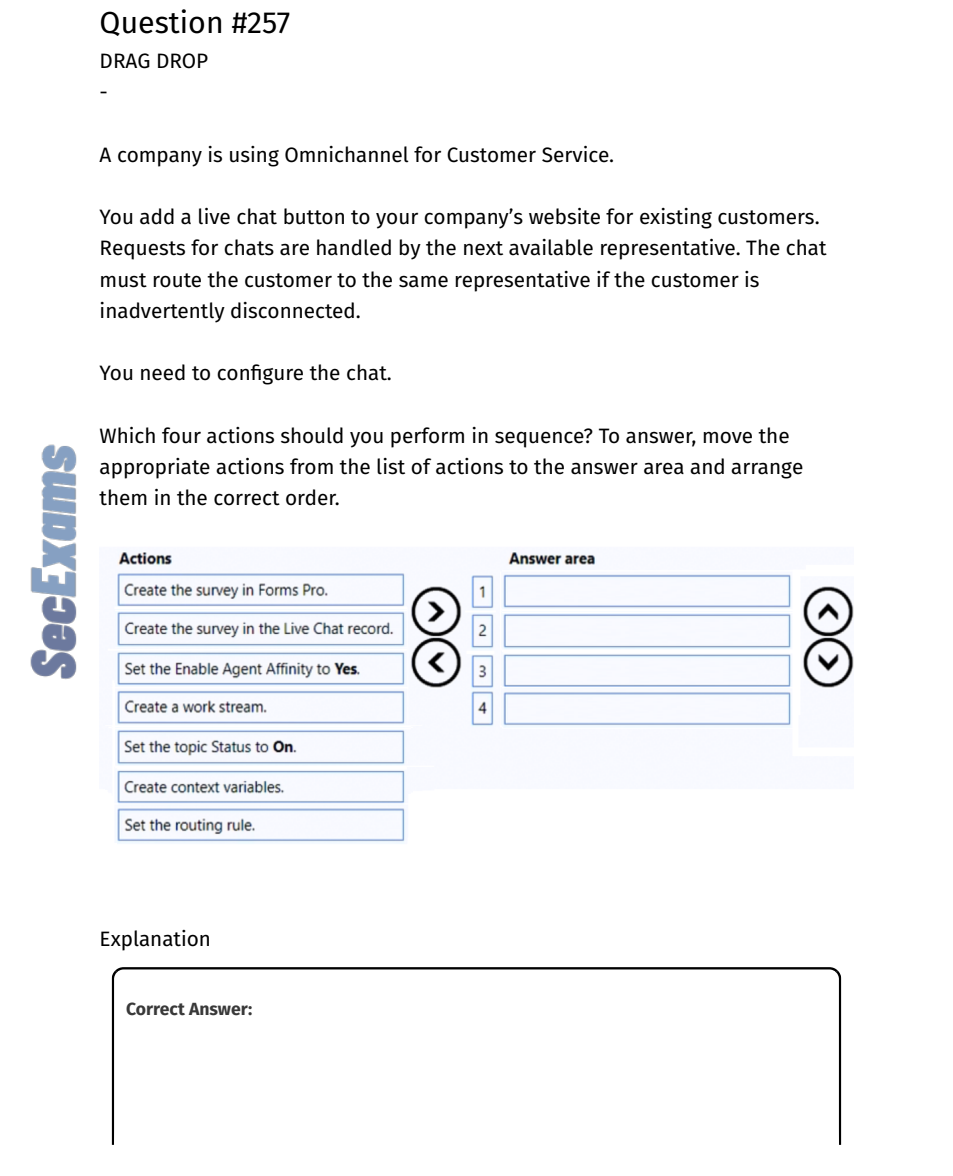 Question #257
DRAG DROP
-
A company is using Omnichannel for Customer Service.
You add a live chat button to your company’s website for existing customers.
Requests for chats are handled by the next available representative. The chat
must route the customer to the same representative if the customer is
inadvertently disconnected.
You need to configure the chat.
Which four actions should you perform in sequence? To answer, move the
appropriate actions from the list of actions to the answer area and arrange
them in the correct order.
SecExams
Actions
Create the survey in Forms Pro.
Create the survey in the Live Chat record.
Set the Enable Agent Affinity to Yes.
Create a work stream.
Set the topic Status to On.
Create context variables.
Set the routing rule.
Answer area
1
2
3
4
Explanation
Correct Answer: